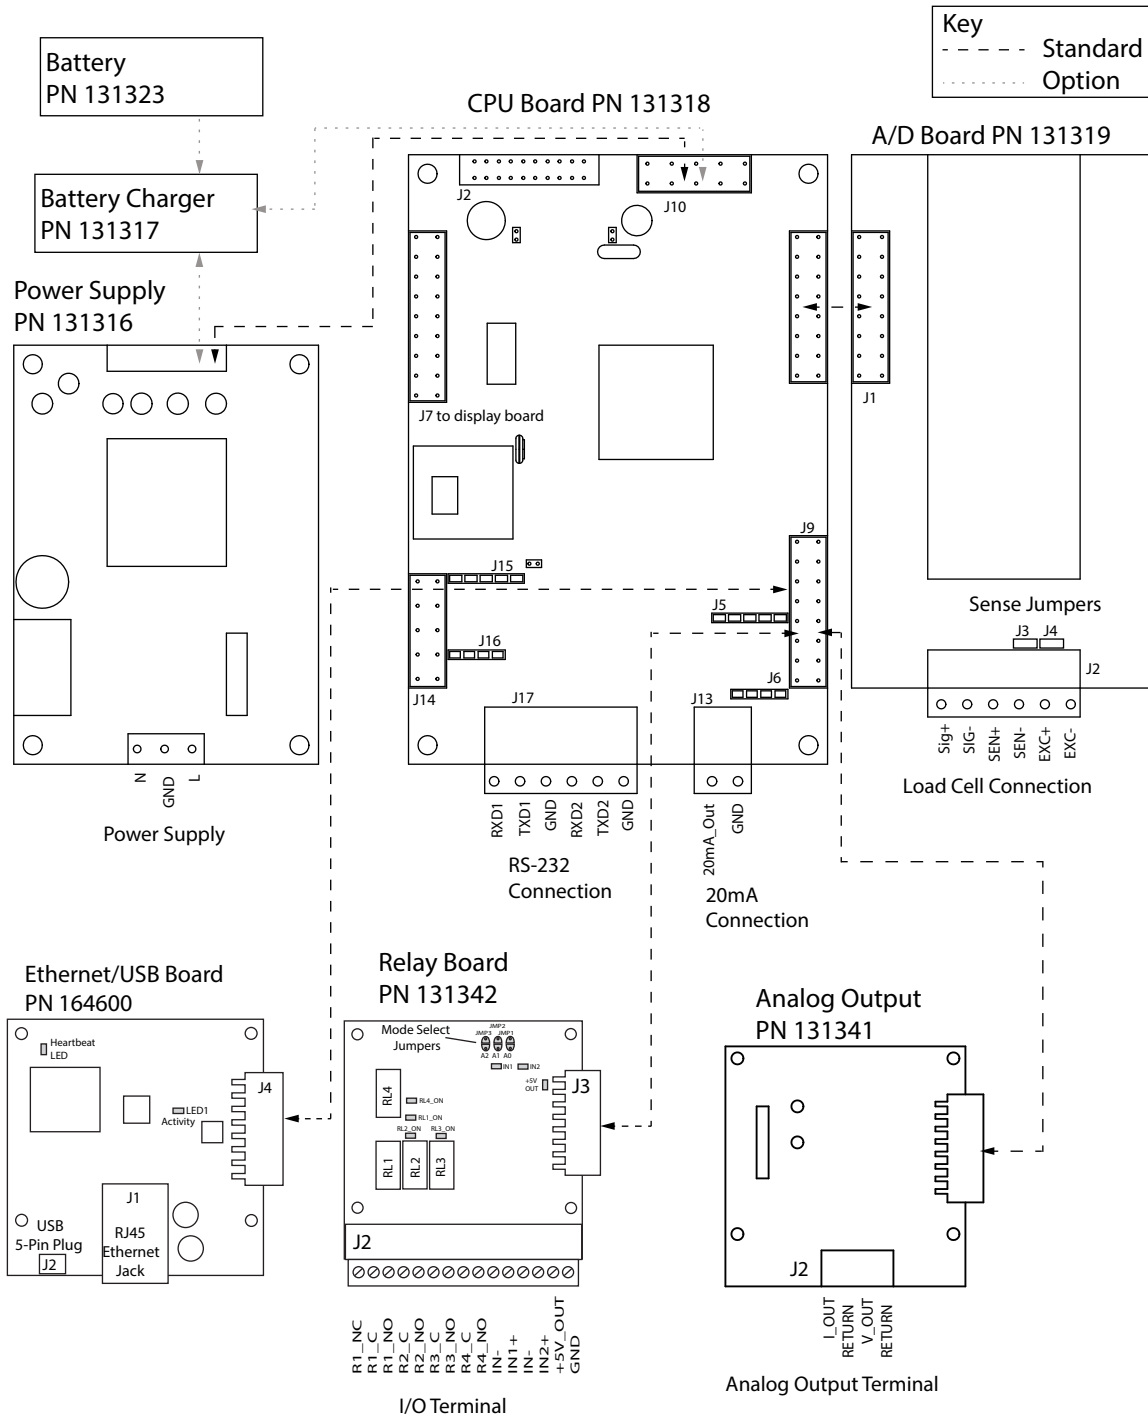 Key
Standard
Option
Battery
PN 131323
CPU Board PN 131318
A/D Board PN 131319
Battery Charger
PN 131317
J2
J10
Power Supply
PN 131316
J1
J7 to display board
J9
J15
J5
Sense Jumpers
J3 J4
J16
J6
J2
J14
J17
J13
N
GND
L
Power Supply
RXD1
TXD1
GND
RXD2
TXD2
GND
RS-232
Connection
20mA_Out
GND
20mA
Connection
Sig+
SIG-
SEN+
SEN-
EXC+
EXC-
Load Cell Connection
Ethernet/USB Board
PN 164600
Heartbeat
LED
J4
LED1
Activity
J1
RJ45
Ethernet
Jack
USB
5-Pin Plug
J2
Relay Board
PN 131342
Mode Select
Jumpers
JMP2
JMP3 JMP1
A2 A1 A0
IN1 IN2
+5V
OUT
J3
RL4
RL4_ON
RL1_ON
RL2_ON RL3_ON
RL1
RL2
RL3
J2
R1_NC
R1_C
R1_NO
R2_C
R2_NO
R3_C
R3_NO
R4_C
R4_NO
IN-
IN1+
IN-
IN2+
+5V_OUT
GND
I/O Terminal
Analog Output
PN 131341
J2
I_OUT
RETURN
V_OUT
RETURN
Analog Output Terminal